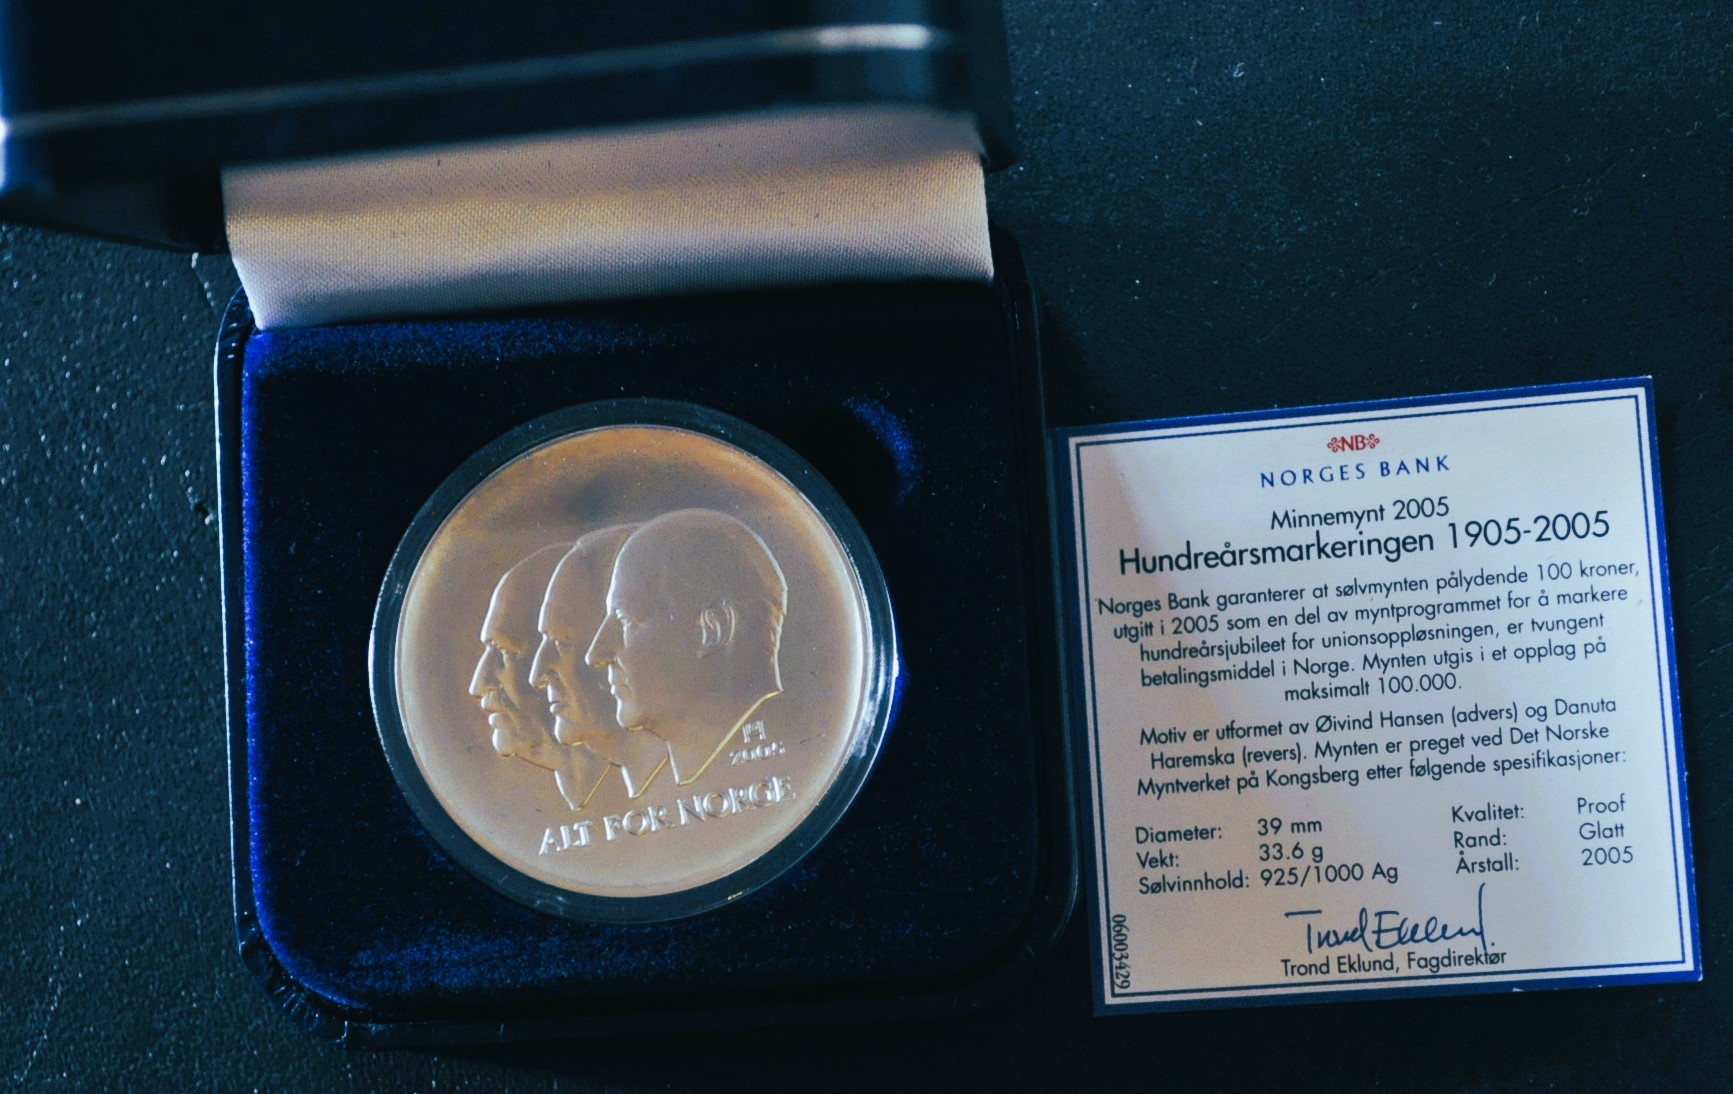 2005
ALT FOR NORGE
NB
NORGES BANK
Minnemynt 2005
Hundreårsmarkeringen 1905-2005
Norges Bank garanterer at sølvmynten pålydende 100 kroner,
utgitt i 2005 som en del av myntprogrammet for å markere
hundreårsjubileet for unionsoppløsningen, er tvungent
betalingsmiddel i Norge. Mynten utgis i et opplag på
maksimalt 100.000.
Motiv er utformet av Øivind Hansen (advers) og Danuta
Haremska (revers). Mynten er preget ved Det Norske
Myntverket på Kongsberg etter følgende spesifikasjoner:
Diameter: 39 mm Kvalitet: Proof
Vekt: 33.6 g Rand: Glatt
Sølvinnhold: 925/1000 Ag Årstall: 2005
Trond Eklund
Trond Eklund, Fagdirektør
06003429